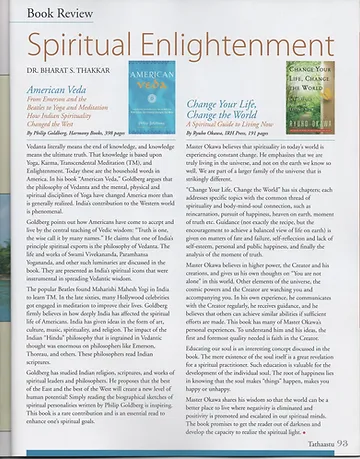 Book Review
Spiritual Enlightenment
DR. BHARAT S. THAKKAR
American Veda
From Emerson and the
Beatles to Yoga and Meditation
How Indian Spirituality
Changed the West
By Philip Goldberg, Harmony Books, 398 pages
AMERICAN
veda
Vedanta literally means the end of knowledge, and knowledge
means the ultimate truth. That knowledge is based upon
Yoga, Karma, Transcendental Meditation (TM), and
Enlightenment. Today these are the household words in
America. In his book "American Veda," Goldberg argues that
the philosophy of Vedanta and the mental, physical and
spiritual disciplines of Yoga have changed America more than
is generally realized. India's contribution to the Western world
is phenomenal.
Goldberg points out how Americans have come to accept and
live by the central teaching of Vedic wisdom: "Truth is one,
the wise call it by many names." He claims that one of India's
principle spiritual experts is the philosophy of Vedanta. The
life and works of Swami Vivekananda, Paramhansa
Yogananda, and other such luminaries are discussed in the
book. They are presented as India's spiritual icons that were
instrumental in spreading Vedantic wisdom.
The popular Beatles found Maharishi Mahesh Yogi in India
to learn TM. In the late sixties, many Hollywood celebrities
got engaged in meditation to improve their lives. Goldberg
firmly believes in how deeply India has affected the spiritual
life of Americans. India has given ideas in the form of art,
culture, music, spirituality, and religion. The impact of the
Indian "Hindu" philosophy that is ingrained in Vedantic
thought was enormous on philosophers like Emerson,
Thoreau, and others. These philosophers read Indian
scriptures.
Goldberg has studied Indian religion, scriptures, and works of
spiritual leaders and philosophers. He proposes that the best
of the East and the best of the West will create a new level of
human potential! Simply reading the biographical sketches of
spiritual personalities written by Philip Goldberg is inspiring.
This book is a rare contribution and is an essential read to
enhance one's spiritual goals.
Change Your Life,
Change the World
A Spiritual Guide to Living Now
By Ryuho Okawa, IRH Press, 191 pages
CHANGE YOUR
LIFE, CHANGE
THE WORLD
RYUHO OKAWA
Master Okawa believes that spirituality in today's world is
experiencing constant change. He emphasizes that we are
truly living in the universe, and not on the earth we know so
well. We are part of a larger family of the universe that is
strikingly different.
"Change Your Life, Change the World" has six chapters; each
addresses specific topics with the common thread of
spirituality and body-mind-soul connection, such as
reincarnation, pursuit of happiness, heaven on earth, moment
of truth etc. Guidance (not exactly the recipe, but the
encouragement to achieve a balanced view of life on earth) is
given on matters of fate and failure, self-reflection and lack of
self-esteem, personal and public happiness, and finally the
analysis of the moment of truth.
Master Okawa believes in higher power, the Creator and his
creations, and gives us his own thoughts on "You are not
alone" in this world. Other elements of the universe, the
cosmic powers and the Creator are watching you and
accompanying you. In his own experience, he communicates
with the Creator regularly, he receives guidance, and he
believes that others can achieve similar abilities if sufficient
efforts are made. This book has many of Master Okawa's
personal experiences. To understand him and his ideas, the
first and foremost quality needed is faith in the Creator.
Educating our soul is an interesting concept discussed in the
book. The mere existence of the soul itself is a great revelation
for a spiritual practitioner. Such education is valuable for the
development of the individual soul. The root of happiness lies
in knowing that the soul makes "things" happen, makes you
happy or unhappy.
Master Okawa shares his wisdom so that the world can be a
better place to live where negativity is eliminated and
positivity is promoted and escalated in our spiritual minds.
The book promises to get the reader out of darkness and
develop the capacity to realize the spiritual light.
Tathaastu 93